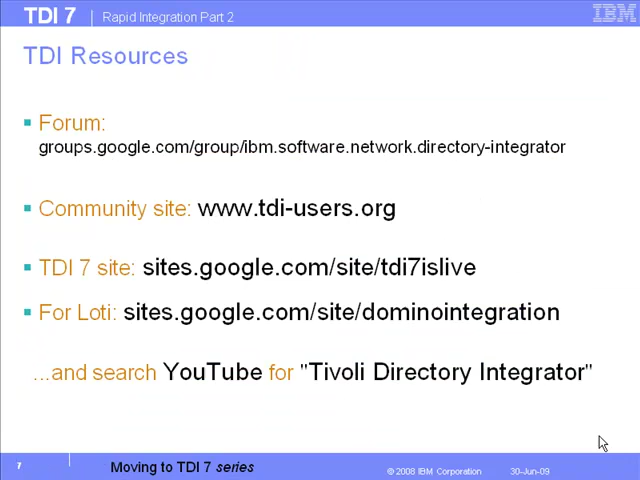 TDI 7 Rapid Integration Part 2 IBM
TDI Resources
Forum:
groups.google.com/group/ibm.software.network.directory-integrator
Community site: www.tdi-users.org
TDI 7 site: sites.google.com/site/tdi7islive
For Loti: sites.google.com/site/dominointegration
...and search YouTube for "Tivoli Directory Integrator"
7 Moving to TDI 7 series © 2008 IBM Corporation 30-Jun-09